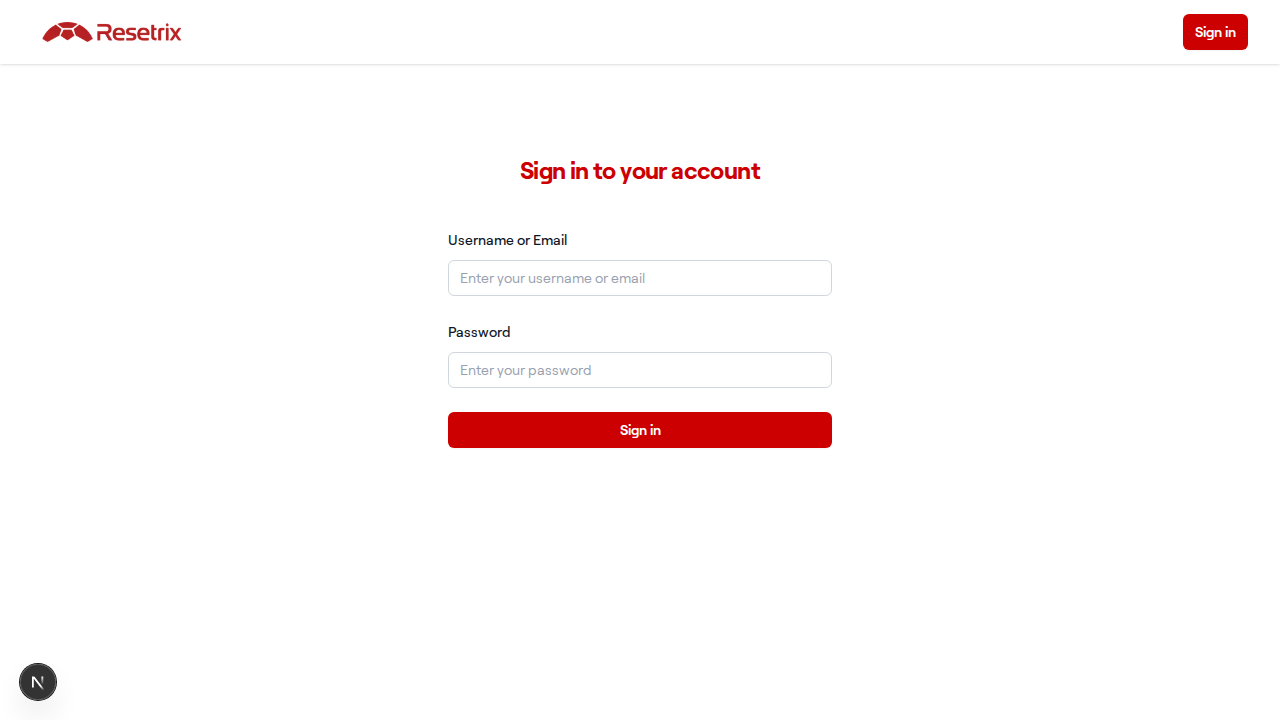 Resetrix
Sign in
Sign in to your account
Username or Email
Enter your username or email
Password
Enter your password
Sign in
N